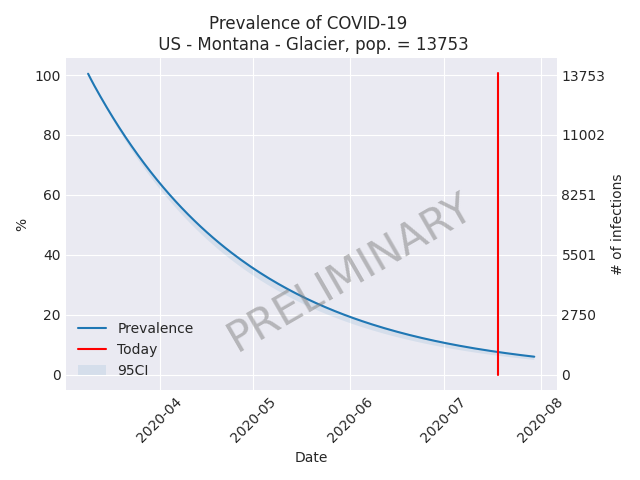 Prevalence of COVID-19
US - Montana - Glacier, pop. = 13753
100
80
60
40
20
0
%
13753
11002
8251
5501
2750
0
# of infections
PRELIMINARY
Prevalence
Today
95CI
2020-04
2020-05
2020-06
2020-07
2020-08
Date